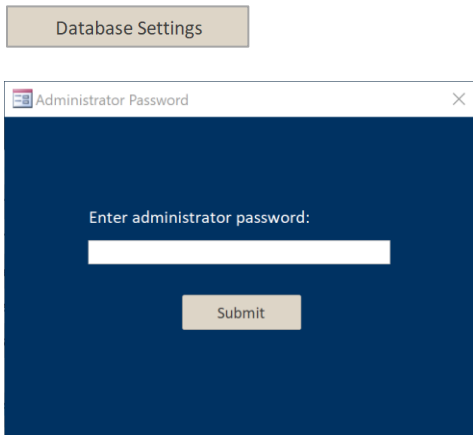 Database Settings
Administrator Password
Enter administrator password:
Submit